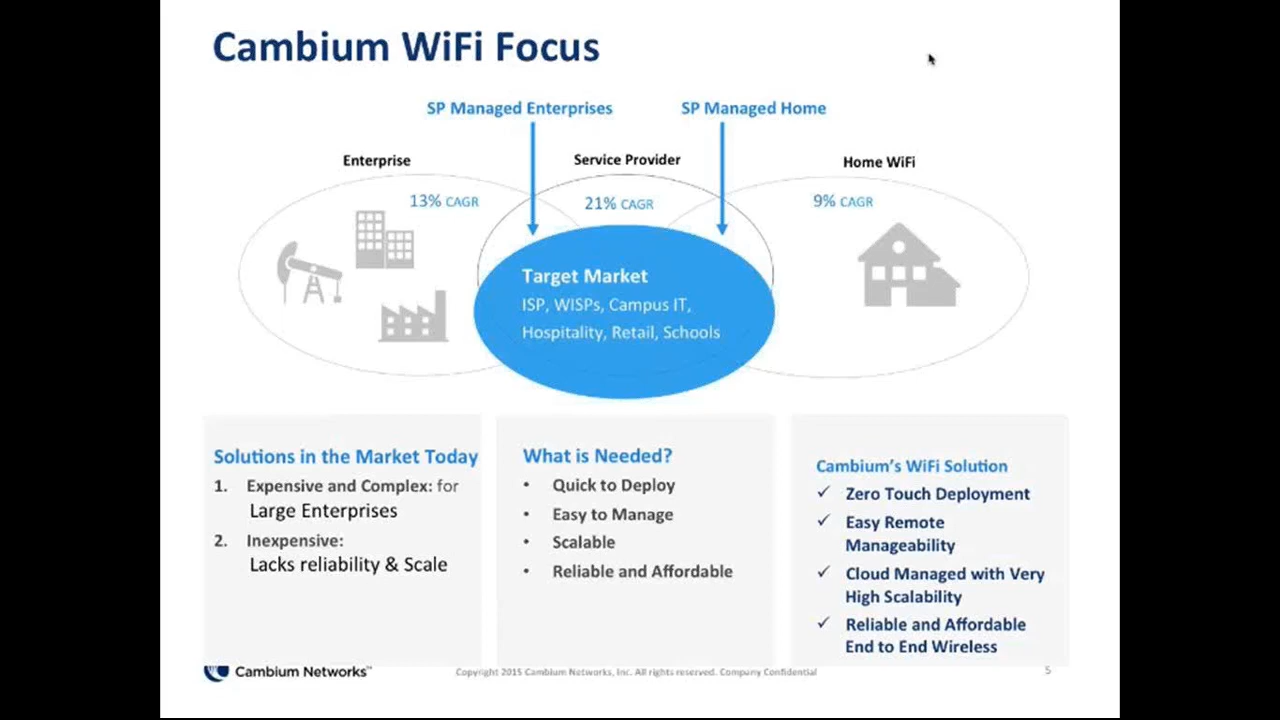 Cambium WiFi Focus
SP Managed Enterprises
SP Managed Home
Enterprise
Service Provider
Home WiFi
13% CAGR
21% CAGR
9% CAGR
Target Market
ISP, WISPs, Campus IT,
Hospitality, Retail, Schools
Solutions in the Market Today
1. Expensive and Complex: for
Large Enterprises
2. Inexpensive:
Lacks reliability & Scale
What is Needed?
• Quick to Deploy
• Easy to Manage
• Scalable
• Reliable and Affordable
Cambium's WiFi Solution
✓ Zero Touch Deployment
✓ Easy Remote
Manageability
✓ Cloud Managed with Very
High Scalability
✓ Reliable and Affordable
End to End Wireless
Cambium Networks™
Copyright 2015 Cambium Networks, Inc. All rights reserved. Company Confidential
5